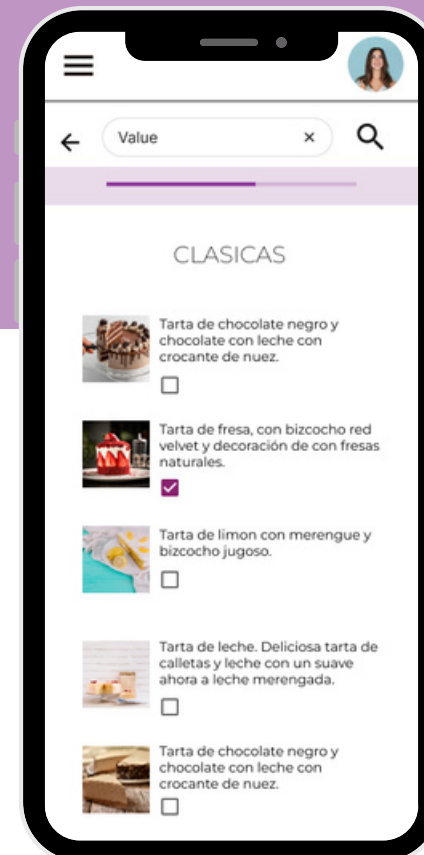 Value
CLASICAS
Tarta de chocolate negro y
chocolate con leche con
crocante de nuez.
Tarta de fresa, con bizcocho red
velvet y decoración de con fresas
naturales.
Tarta de limon con merengue y
bizcocho jugoso.
Tarta de leche. Deliciosa tarta de
calletas y leche con un suave
ahora a leche merengada.
Tarta de chocolate negro y
chocolate con leche con
crocante de nuez.